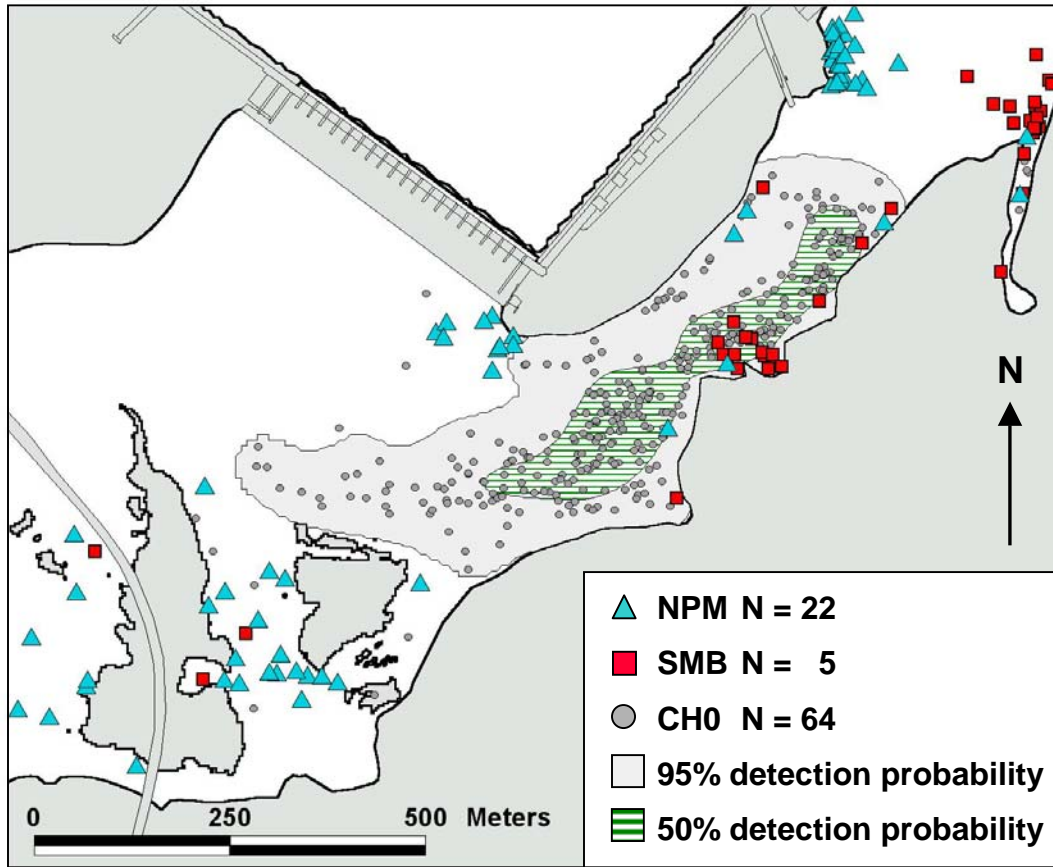 N
NPM N = 22
SMB N = 5
CH0 N = 64
95% detection probability
50% detection probability
0 250 500 Meters